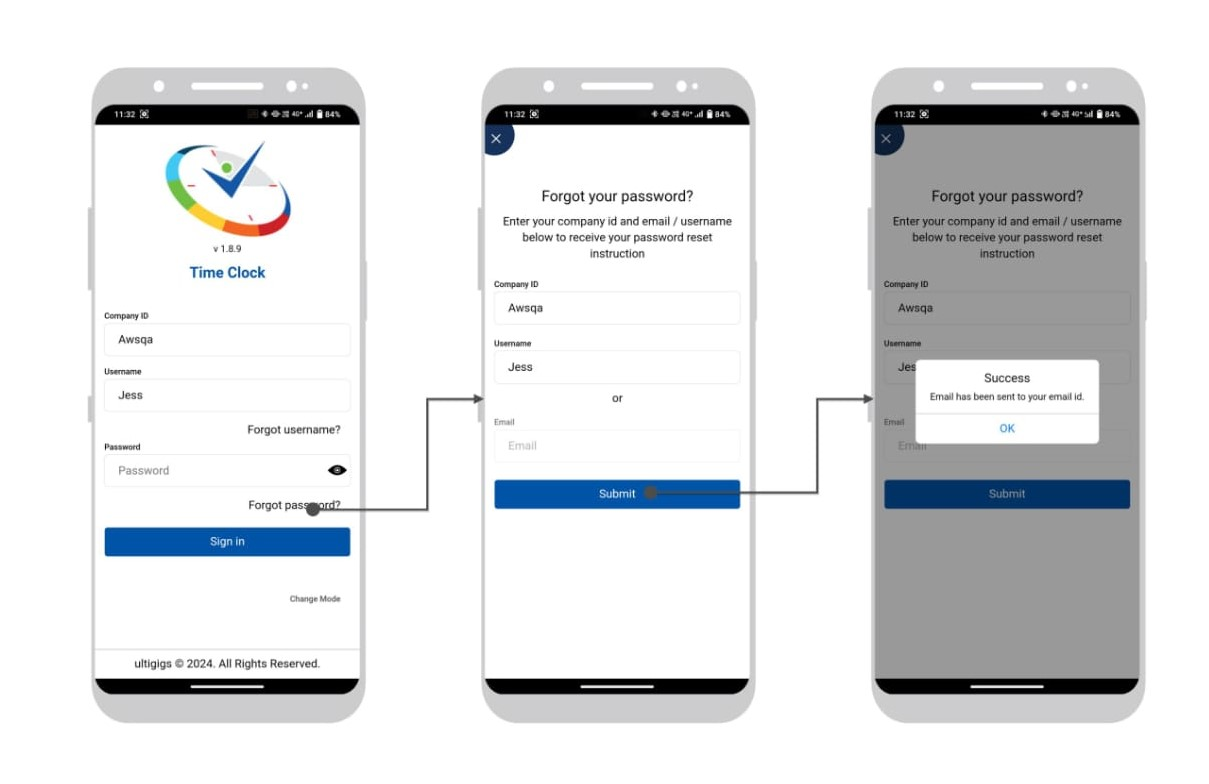 11:32
84%
v 1.8.9
Time Clock
Company ID
Awsqa
Username
Jess
Forgot username?
Password
Password
Forgot password?
Sign in
Change Mode
ultigigs © 2024. All Rights Reserved.
11:32
84%
Forgot your password?
Enter your company id and email / username
below to receive your password reset
instruction
Company ID
Awsqa
Username
Jess
or
Email
Email
Submit
11:32
84%
Forgot your password?
Enter your company id and email / username
below to receive your password reset
instruction
Company ID
Awsqa
Username
Jes
Success
Email has been sent to your email id.
OK
Email
Email
Submit